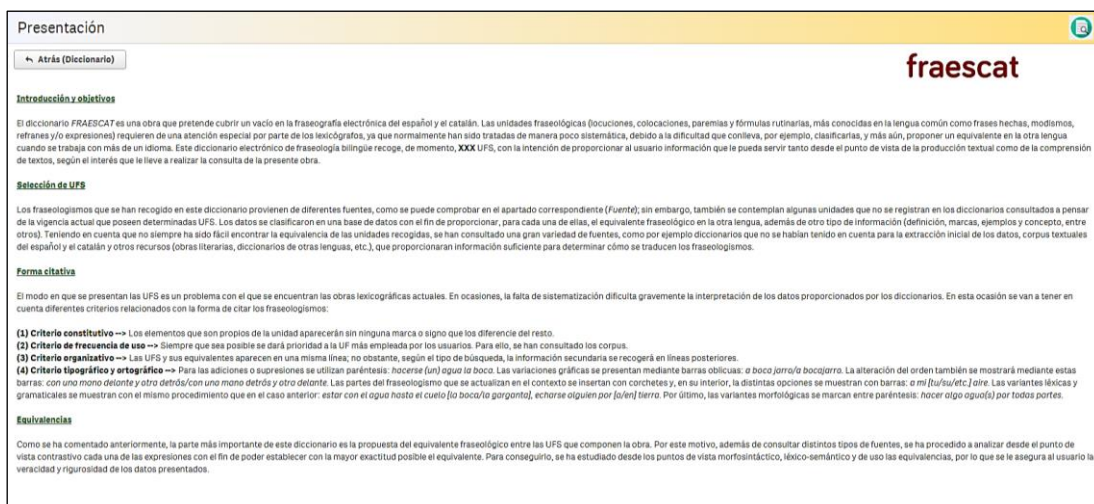 Presentación
Atrás (Diccionario)
fraescat
Introducción y objetivos
El diccionario FRAESCAT es una obra que pretende cubrir un vacío en la fraseografía electrónica del español y el catalán. Las unidades fraseológicas (locuciones, colocaciones, paremias y fórmulas rutinarias, más conocidas en la lengua común como frases hechas, modismos,
refranes y/o expresiones) requieren de una atención especial por parte de los lexicógrafos, ya que normalmente han sido tratadas de manera poco sistemática, debido a la dificultad que conlleva, por ejemplo, clasificarlas, y más aún, proponer un equivalente en la otra lengua
cuando se trabaja con más de un idioma. Este diccionario electrónico de fraseología bilingüe recoge, de momento, XXX UFS, con la intención de proporcionar al usuario información que le pueda servir tanto desde el punto de vista de la producción textual como de la comprensión
de textos, según el interés que le lleve a realizar la consulta de la presente obra.
Selección de UFS
Los fraseologismos que se han recogido en este diccionario provienen de diferentes fuentes, como se puede comprobar en el apartado correspondiente (Fuente); sin embargo, también se contemplan algunas unidades que no se registran en los diccionarios consultados a pensar
de la vigencia actual que poseen determinadas UFS. Los datos se clasificaron en una base de datos con el fin de proporcionar, para cada una de ellas, el equivalente fraseológico en la otra lengua, además de otro tipo de información (definición, marcas, ejemplos y concepto, entre
otros). Teniendo en cuenta que no siempre ha sido fácil encontrar la equivalencia de las unidades recogidas, se han consultado una gran variedad de fuentes, como por ejemplo diccionarios que no se habían tenido en cuenta para la extracción inicial de los datos, corpus textuales
del español y el catalán y otros recursos (obras literarias, diccionarios de otras lenguas, etc.), que proporcionaran información suficiente para determinar cómo se traducen los fraseologismos.
Forma citativa
El modo en que se presentan las UFS es un problema con el que se encuentran las obras lexicográficas actuales. En ocasiones, la falta de sistematización dificulta gravemente la interpretación de los datos proporcionados por los diccionarios. En esta ocasión se van a tener en
cuenta diferentes criterios relacionados con la forma de citar los fraseologismos:
(1) Criterio constitutivo --> Los elementos que son propios de la unidad aparecerán sin ninguna marca o signo que los diferencie del resto.
(2) Criterio de frecuencia de uso --> Siempre que sea posible se dará prioridad a la UF más empleada por los usuarios. Para ello, se han consultado los corpus.
(3) Criterio organizativo --> Las UFS y sus equivalentes aparecen en una misma línea; no obstante, según el tipo de búsqueda, la información secundaria se recogerá en líneas posteriores.
(4) Criterio tipográfico y ortográfico --> Para las adiciones o supresiones se utilizan paréntesis: hacerse (un) agua la boca. Las variaciones gráficas se presentan mediante barras oblicuas: a boca jarro/a bocajarro. La alteración del orden también se mostrará mediante estas
barras: con una mano delante y otra detrás/con una mano detrás y otra delante. Las partes del fraseologismo que se actualizan en el contexto se insertan con corchetes y, en su interior, la distintas opciones se muestran con barras: a mi [tu/su/etc.] aire. Las variantes léxicas y
gramaticales se muestran con el mismo procedimiento que en el caso anterior: estar con el agua hasta el cuello [la boca/la garganta], echarse alguien por [a/en] tierra. Por último, las variantes morfológicas se marcan entre paréntesis: hacer algo agua(s) por todas partes.
Equivalencias
Como se ha comentado anteriormente, la parte más importante de este diccionario es la propuesta del equivalente fraseológico entre las UFS que componen la obra. Por este motivo, además de consultar distintos tipos de fuentes, se ha procedido a analizar desde el punto de
vista contrastivo cada una de las expresiones con el fin de poder establecer con la mayor exactitud posible el equivalente. Para conseguirlo, se ha estudiado desde los puntos de vista morfosintáctico, léxico-semántico y de uso las equivalencias, por lo que se le asegura al usuario la
veracidad y rigurosidad de los datos presentados.